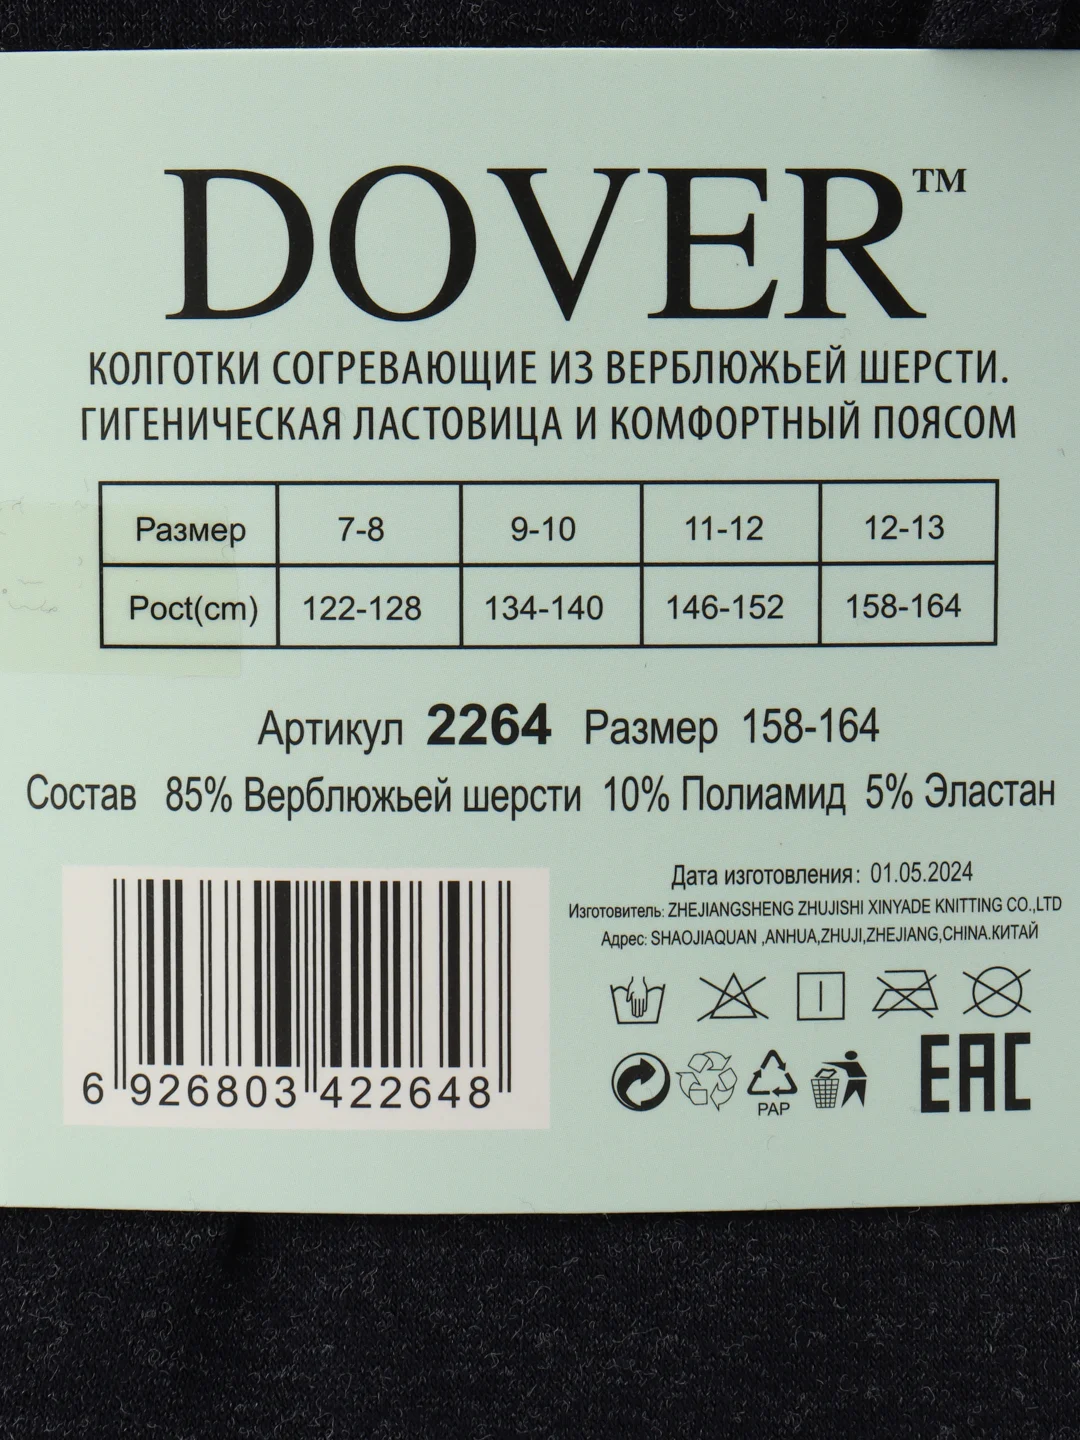 DOVER™
КОЛГОТКИ СОГРЕВАЮЩИЕ ИЗ ВЕРБЛЮЖЬЕЙ ШЕРСТИ.
ГИГЕНИЧЕСКАЯ ЛАСТОВИЦА И КОМФОРТНЫЙ ПОЯСОМ
Размер 7-8 9-10 11-12 12-13
Рост(cm) 122-128 134-140 146-152 158-164
Артикул 2264 Размер 158-164
Состав 85% Верблюжьей шерсти 10% Полиамид 5% Эластан
Дата изготовления: 01.05.2024
Изготовитель: ZHEJIANGSHENG ZHUJISHI XINYADE KNITTING CO.,LTD
Адрес: SHAOJIAQUAN ,ANHUA,ZHUJI,ZHEJIANG,CHINA.КИТАЙ
6 926803 422648
PAP
EAC